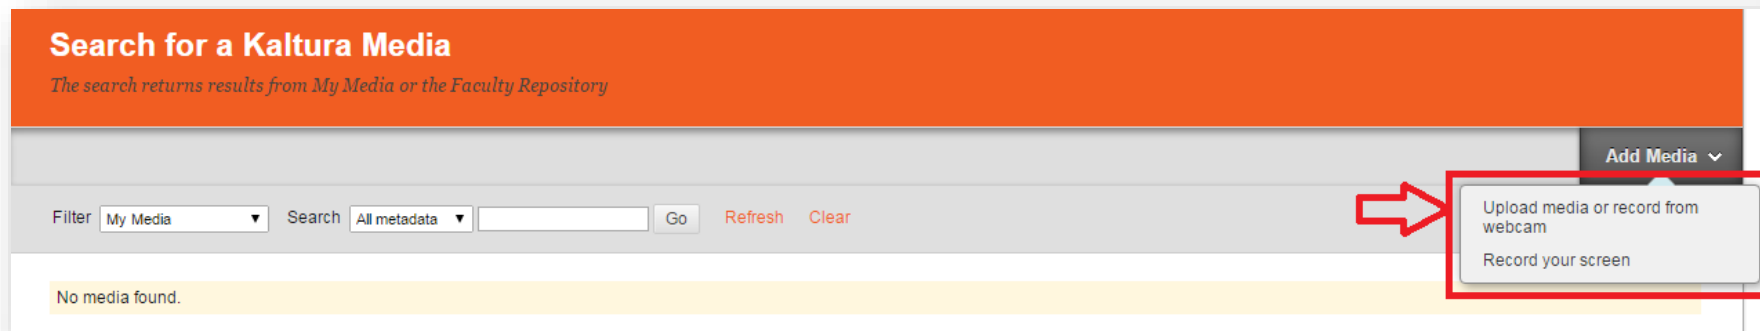 Search for a Kaltura Media
The search returns results from My Media or the Faculty Repository
Add Media
Filter My Media Search All metadata Go Refresh Clear
Upload media or record from
webcam
Record your screen
No media found.